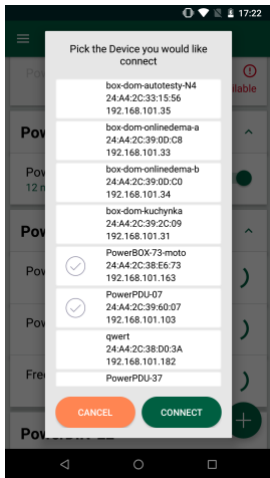 17:22
Pick the Device you would like
connect
box-dom-autotesty-N4
24:A4:2C:33:15:56
192.168.101.35
box-dom-onlinedema-a
24:A4:2C:39:0D:C8
192.168.101.33
box-dom-onlinedema-b
24:A4:2C:39:0D:C0
192.168.101.34
box-dom-kuchynka
24:A4:2C:39:2C:09
192.168.101.31
PowerBOX-73-moto
24:A4:2C:38:E6:73
192.168.101.163
PowerPDU-07
24:A4:2C:39:60:07
192.168.101.103
qwert
24:A4:2C:38:D0:3A
192.168.101.182
PowerPDU-37
CANCEL
CONNECT